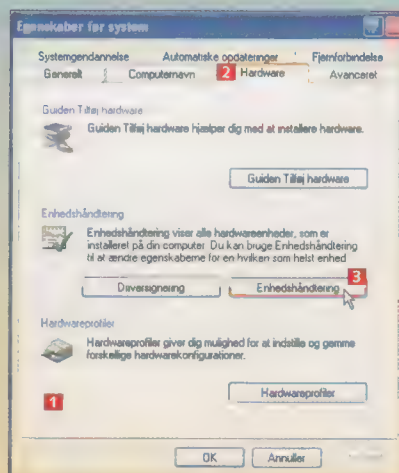 Egenskaber for system
Systemgendannelse Automatiske opdateringer Fjernforbindelse
Generelt Computernavn 2 Hardware Avanceret
Guiden Tilføj hardware
Guiden Tilføj hardware hjælper dig med at installere hardware.
Guiden Tilføj hardware
Enhedshåndtering
Enhedshåndtering viser alle hardwareenheder, som er
installeret på din computer. Du kan bruge Enhedshåndtering
til at ændre egenskaberne for en hvilken som helst enhed
3
Driversignering Enhedshåndtering
Hardwareprofiler
Hardwareprofiler giver dig mulighed for at indstille og gemme
forskellige hardwarekonfigurationer.
1
Hardwareprofiler
OK Annuller